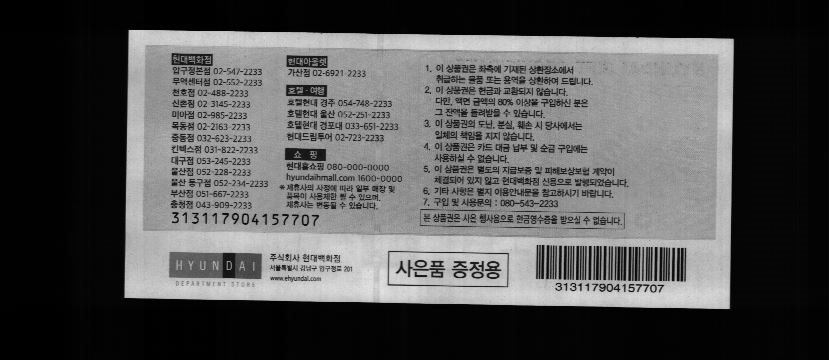 현대백화점
압구정본점 02-547-2233
무역센터점 02-552-2233
천호점 02-488-2233
신촌점 02-3145-2233
미아점 02-985-2233
목동점 02-2163-2233
중동점 032-623-2233
킨텍스점 031-822-2233
대구점 053-245-2233
울산점 052-228-2233
울산 동구점 052-234-2233
부산점 051-667-2233
충청점 043-909-2233
313117904157707
현대아울렛
가산점 02-6921-2233
호텔·여행
호텔현대 경주 054-748-2233
호텔현대 울산 052-251-2233
호텔현대 경포대 033-651-2233
현대드림투어 02-723-2233
쇼 핑
현대홈쇼핑 080-000-0000
hyundaihmall.com 1600-0000
※ 제휴사의 사정에 따라 일부 매장 및
품목이 사용제한 될 수 있으며,
제휴사는 변동될 수 있습니다.
1. 이 상품권은 좌측에 기재된 상환장소에서
취급하는 물품 또는 용역을 상환하여 드립니다.
2. 이 상품권은 현금과 교환되지 않습니다.
다만, 액면 금액의 80% 이상을 구입하신 분은
그 잔액을 돌려받을 수 있습니다.
3. 이 상품권의 도난, 분실, 훼손 시 당사에서는
일체의 책임을 지지 않습니다.
4. 이 상품권은 카드 대금 납부 및 순금 구입에는
사용하실 수 없습니다.
5. 이 상품권은 별도의 지급보증 및 피해보상보험 계약이
체결되어 있지 않고 현대백화점 신용으로 발행되었습니다.
6. 기타 사항은 별지 이용안내문을 참고하시기 바랍니다.
7. 구입 및 사용문의 : 080-543-2233
본 상품권은 사은 행사용으로 현금영수증을 받으실 수 없습니다.
HYUNDAI
DEPARTMENT STORE
주식회사 현대백화점
서울특별시 강남구 압구정로 201
www.ehyundai.com
사은품 증정용
313117904157707